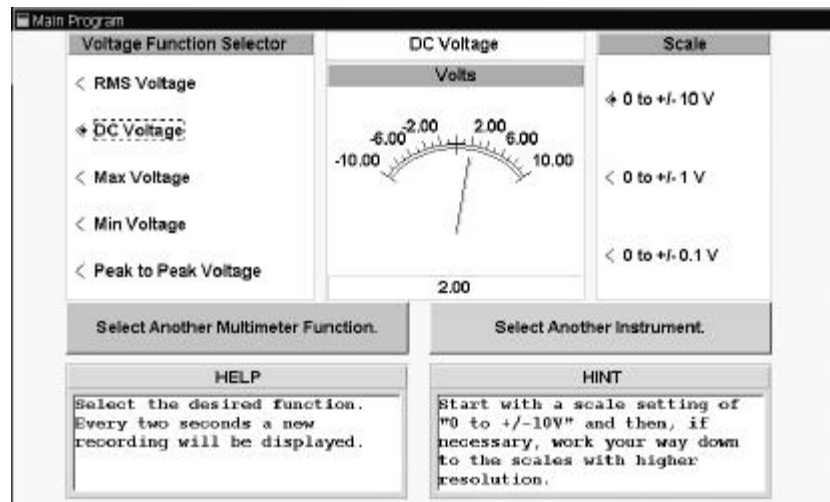 Main Program
Voltage Function Selector
RMS Voltage
DC Voltage
Max Voltage
Min Voltage
Peak to Peak Voltage
DC Voltage
Volts
-10.00 -6.00 -2.00 2.00 6.00 10.00
2.00
Scale
0 to +/- 10 V
0 to +/- 1 V
0 to +/- 0.1 V
Select Another Multimeter Function.
Select Another Instrument.
HELP
Select the desired function.
Every two seconds a new
recording will be displayed.
HINT
Start with a scale setting of
"0 to +/-10V" and then, if
necessary, work your way down
to the scales with higher
resolution.